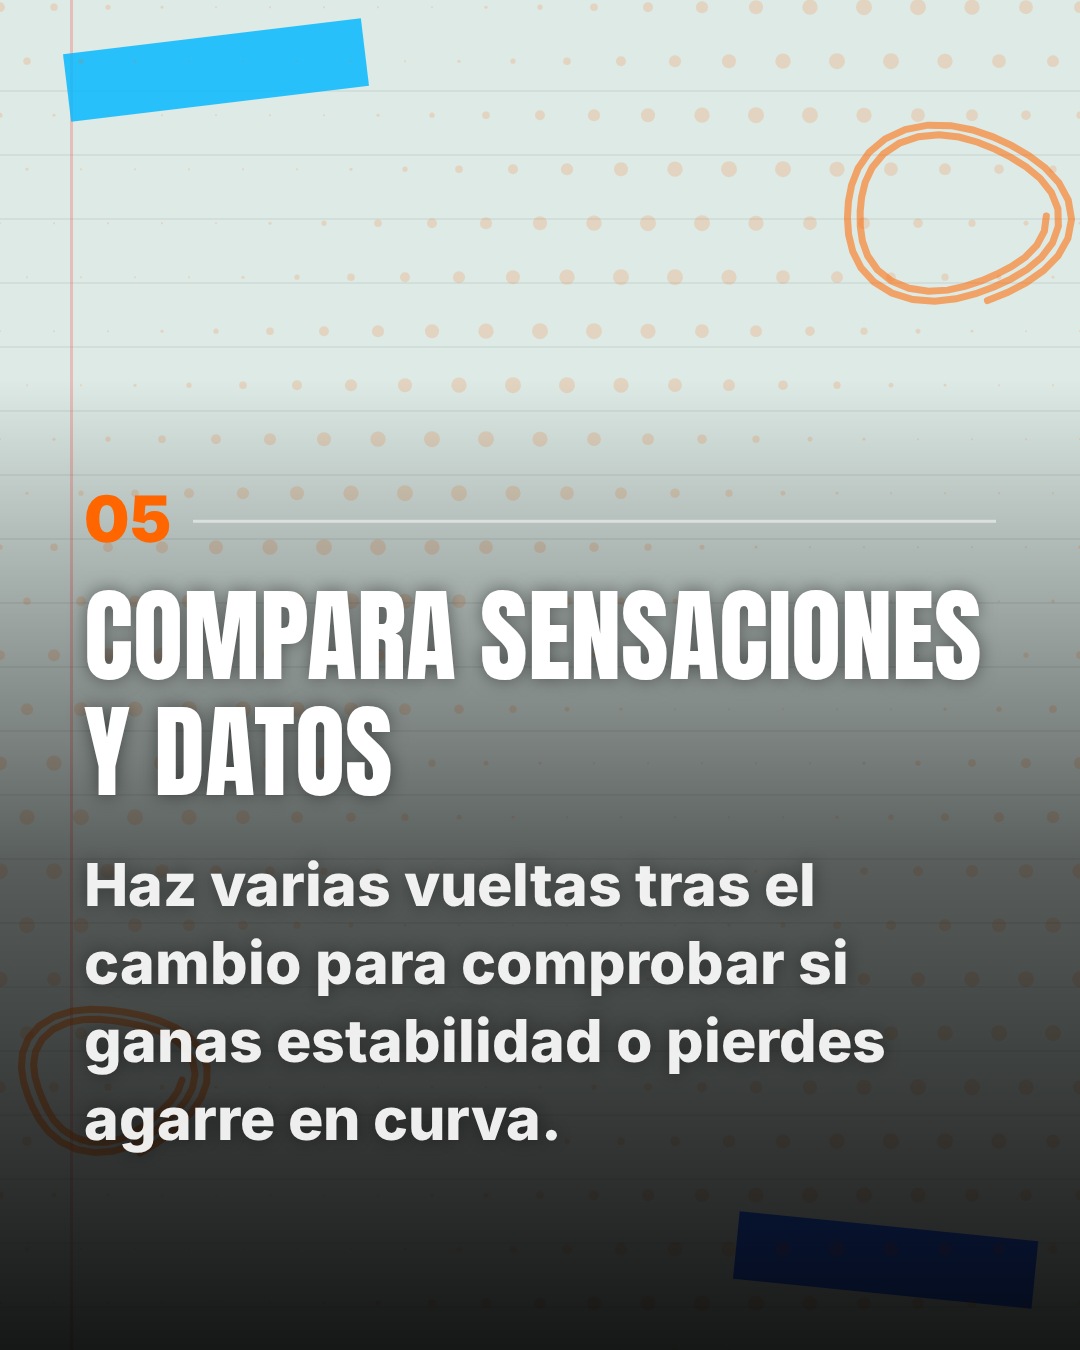 05
COMPARA SENSACIONES
Y DATOS
Haz varias vueltas tras el
cambio para comprobar si
ganas estabilidad o pierdes
agarre en curva.